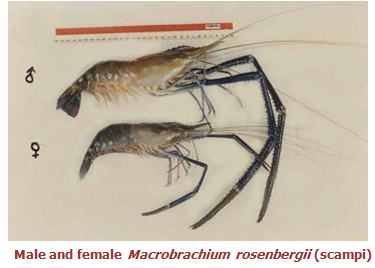 ♂
♀
Male and female Macrobrachium rosenbergii (scampi)